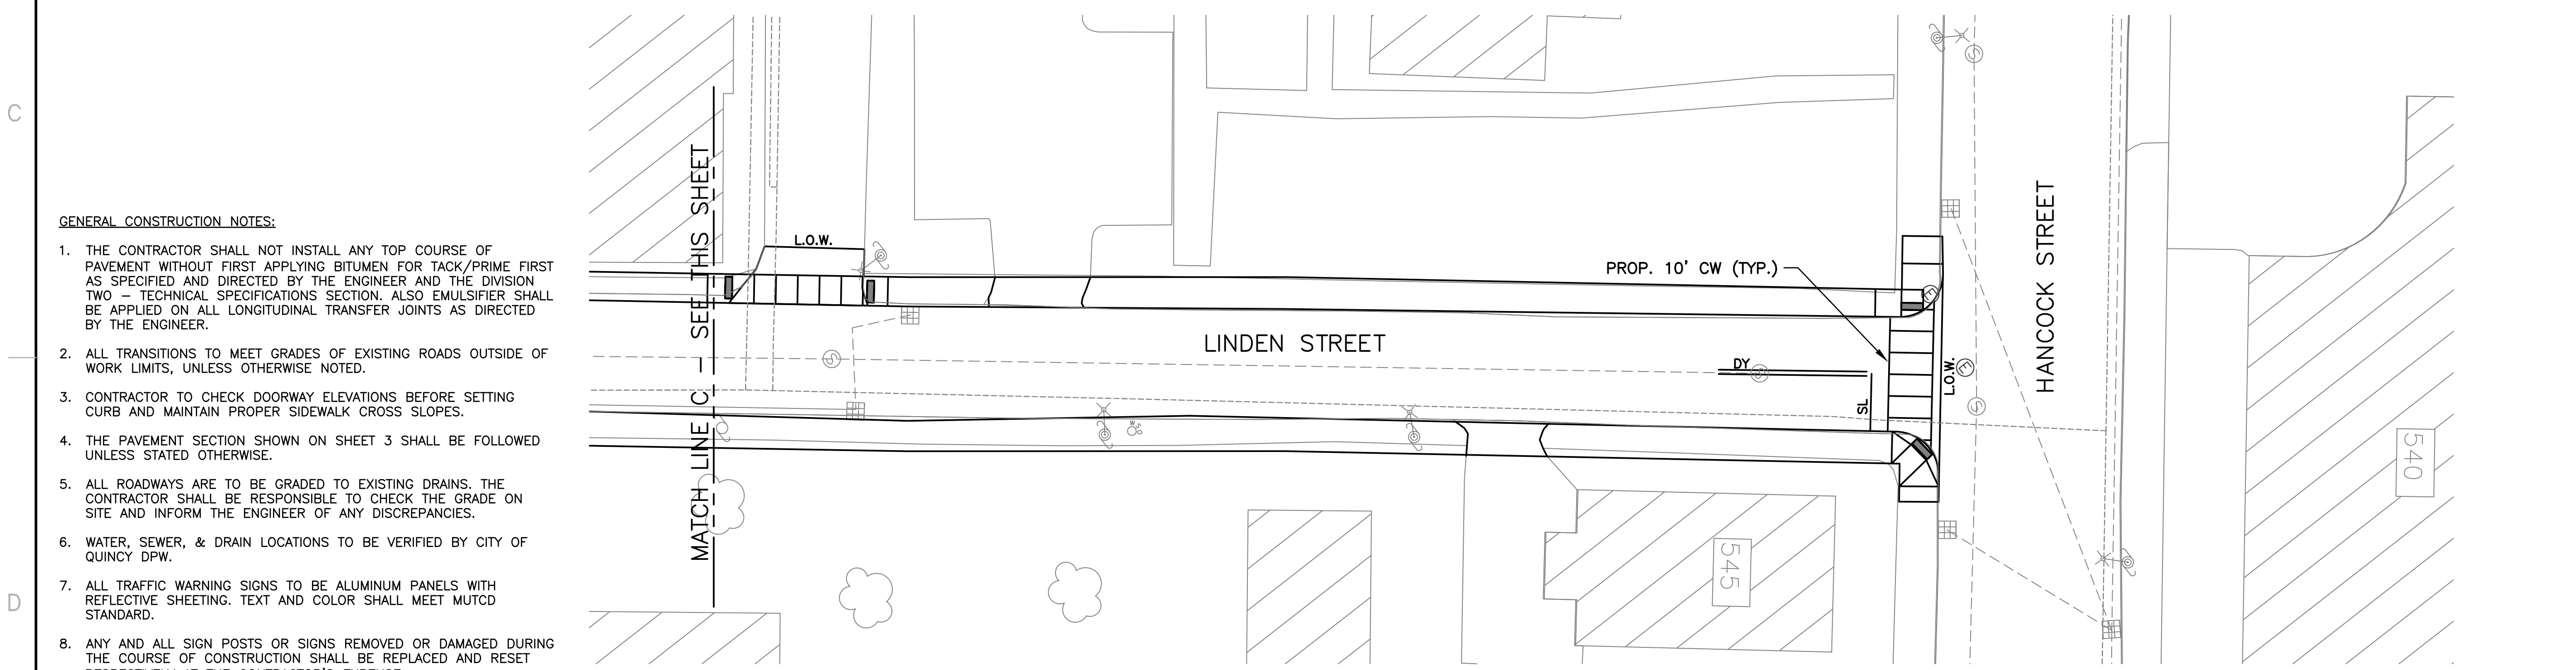 C
D
GENERAL CONSTRUCTION NOTES:
1. THE CONTRACTOR SHALL NOT INSTALL ANY TOP COURSE OF
PAVEMENT WITHOUT FIRST APPLYING BITUMEN FOR TACK/PRIME FIRST
AS SPECIFIED AND DIRECTED BY THE ENGINEER AND THE DIVISION
TWO – TECHNICAL SPECIFICATIONS SECTION. ALSO EMULSIFIER SHALL
BE APPLIED ON ALL LONGITUDINAL TRANSFER JOINTS AS DIRECTED
BY THE ENGINEER.
2. ALL TRANSITIONS TO MEET GRADES OF EXISTING ROADS OUTSIDE OF
WORK LIMITS, UNLESS OTHERWISE NOTED.
3. CONTRACTOR TO CHECK DOORWAY ELEVATIONS BEFORE SETTING
CURB AND MAINTAIN PROPER SIDEWALK CROSS SLOPES.
4. THE PAVEMENT SECTION SHOWN ON SHEET 3 SHALL BE FOLLOWED
UNLESS STATED OTHERWISE.
5. ALL ROADWAYS ARE TO BE GRADED TO EXISTING DRAINS. THE
CONTRACTOR SHALL BE RESPONSIBLE TO CHECK THE GRADE ON
SITE AND INFORM THE ENGINEER OF ANY DISCREPANCIES.
6. WATER, SEWER, & DRAIN LOCATIONS TO BE VERIFIED BY CITY OF
QUINCY DPW.
7. ALL TRAFFIC WARNING SIGNS TO BE ALUMINUM PANELS WITH
REFLECTIVE SHEETING. TEXT AND COLOR SHALL MEET MUTCD
STANDARD.
8. ANY AND ALL SIGN POSTS OR SIGNS REMOVED OR DAMAGED DURING
THE COURSE OF CONSTRUCTION SHALL BE REPLACED AND RESET
MATCH LINE C – SEE THIS SHEET
L.O.W.
S
LINDEN STREET
PROP. 10' CW (TYP.)
DY
S
SL
L.O.W.
E
E
S
S
HANCOCK STREET
545
540